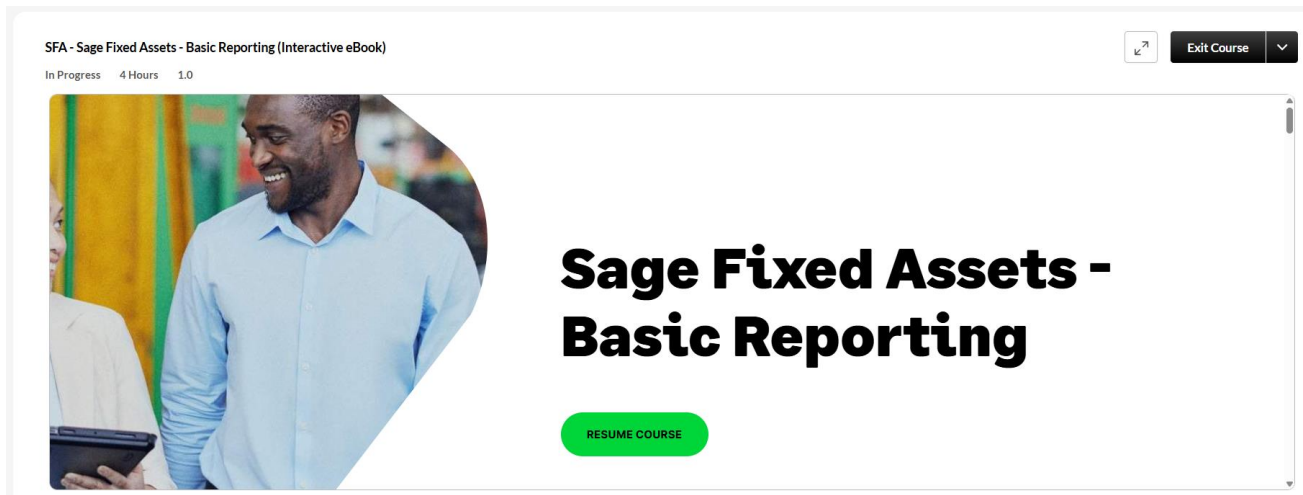 SFA - Sage Fixed Assets - Basic Reporting (Interactive eBook)
Exit Course
In Progress 4 Hours 1.0
Sage Fixed Assets -
Basic Reporting
RESUME COURSE